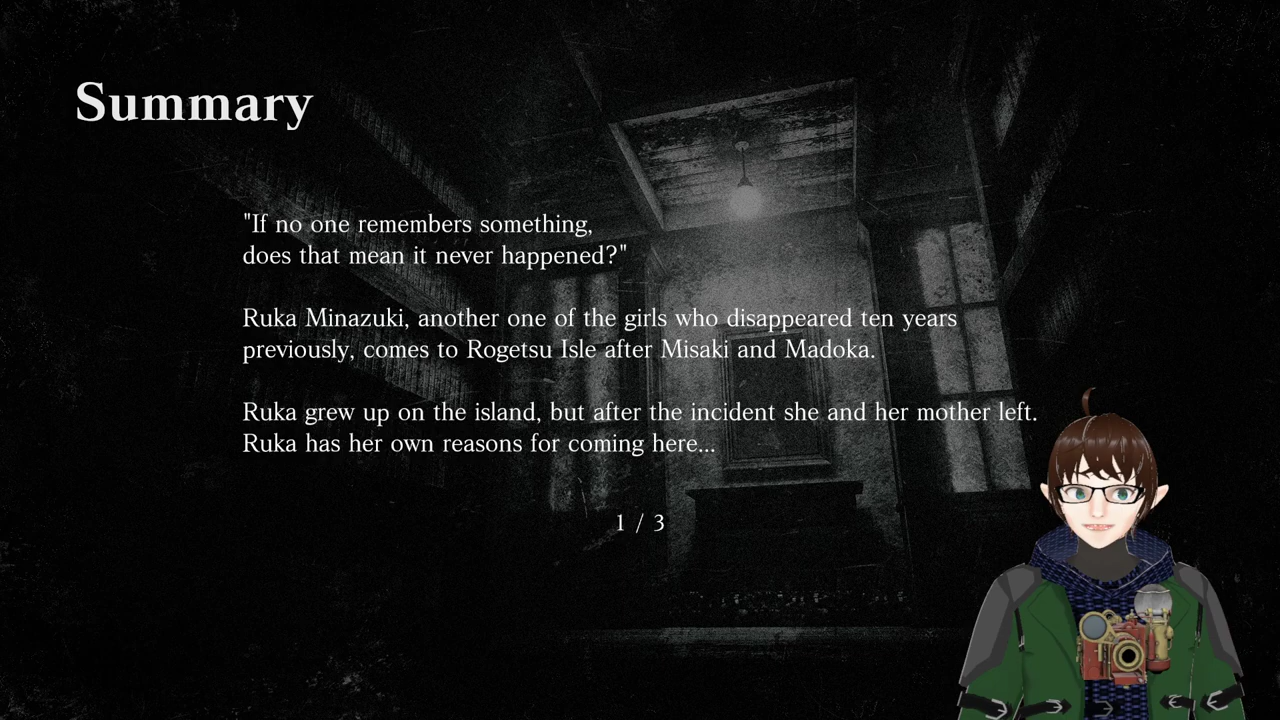 Summary
"If no one remembers something,
does that mean it never happened?"
Ruka Minazuki, another one of the girls who disappeared ten years
previously, comes to Rogetsu Isle after Misaki and Madoka.
Ruka grew up on the island, but after the incident she and her mother left.
Ruka has her own reasons for coming here...
1 / 3